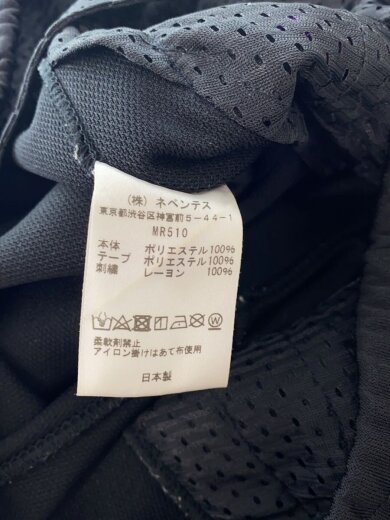 (株) ネペンテス
東京都渋谷区神宮前5-44-1
MR510
本体 ポリエステル100%
テープ ポリエステル100%
刺繍 レーヨン 100%
柔軟剤禁止
アイロン掛けはあて布使用
日本製